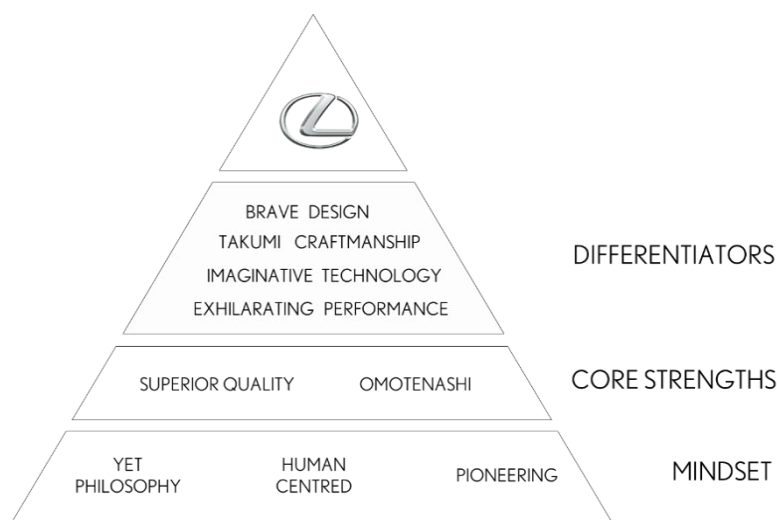 BRAVE DESIGN
TAKUMI CRAFTMANSHIP
IMAGINATIVE TECHNOLOGY
EXHILARATING PERFORMANCE
DIFFERENTIATORS
SUPERIOR QUALITY
OMOTENASHI
CORE STRENGTHS
YET
PHILOSOPHY
HUMAN
CENTRED
PIONEERING
MINDSET